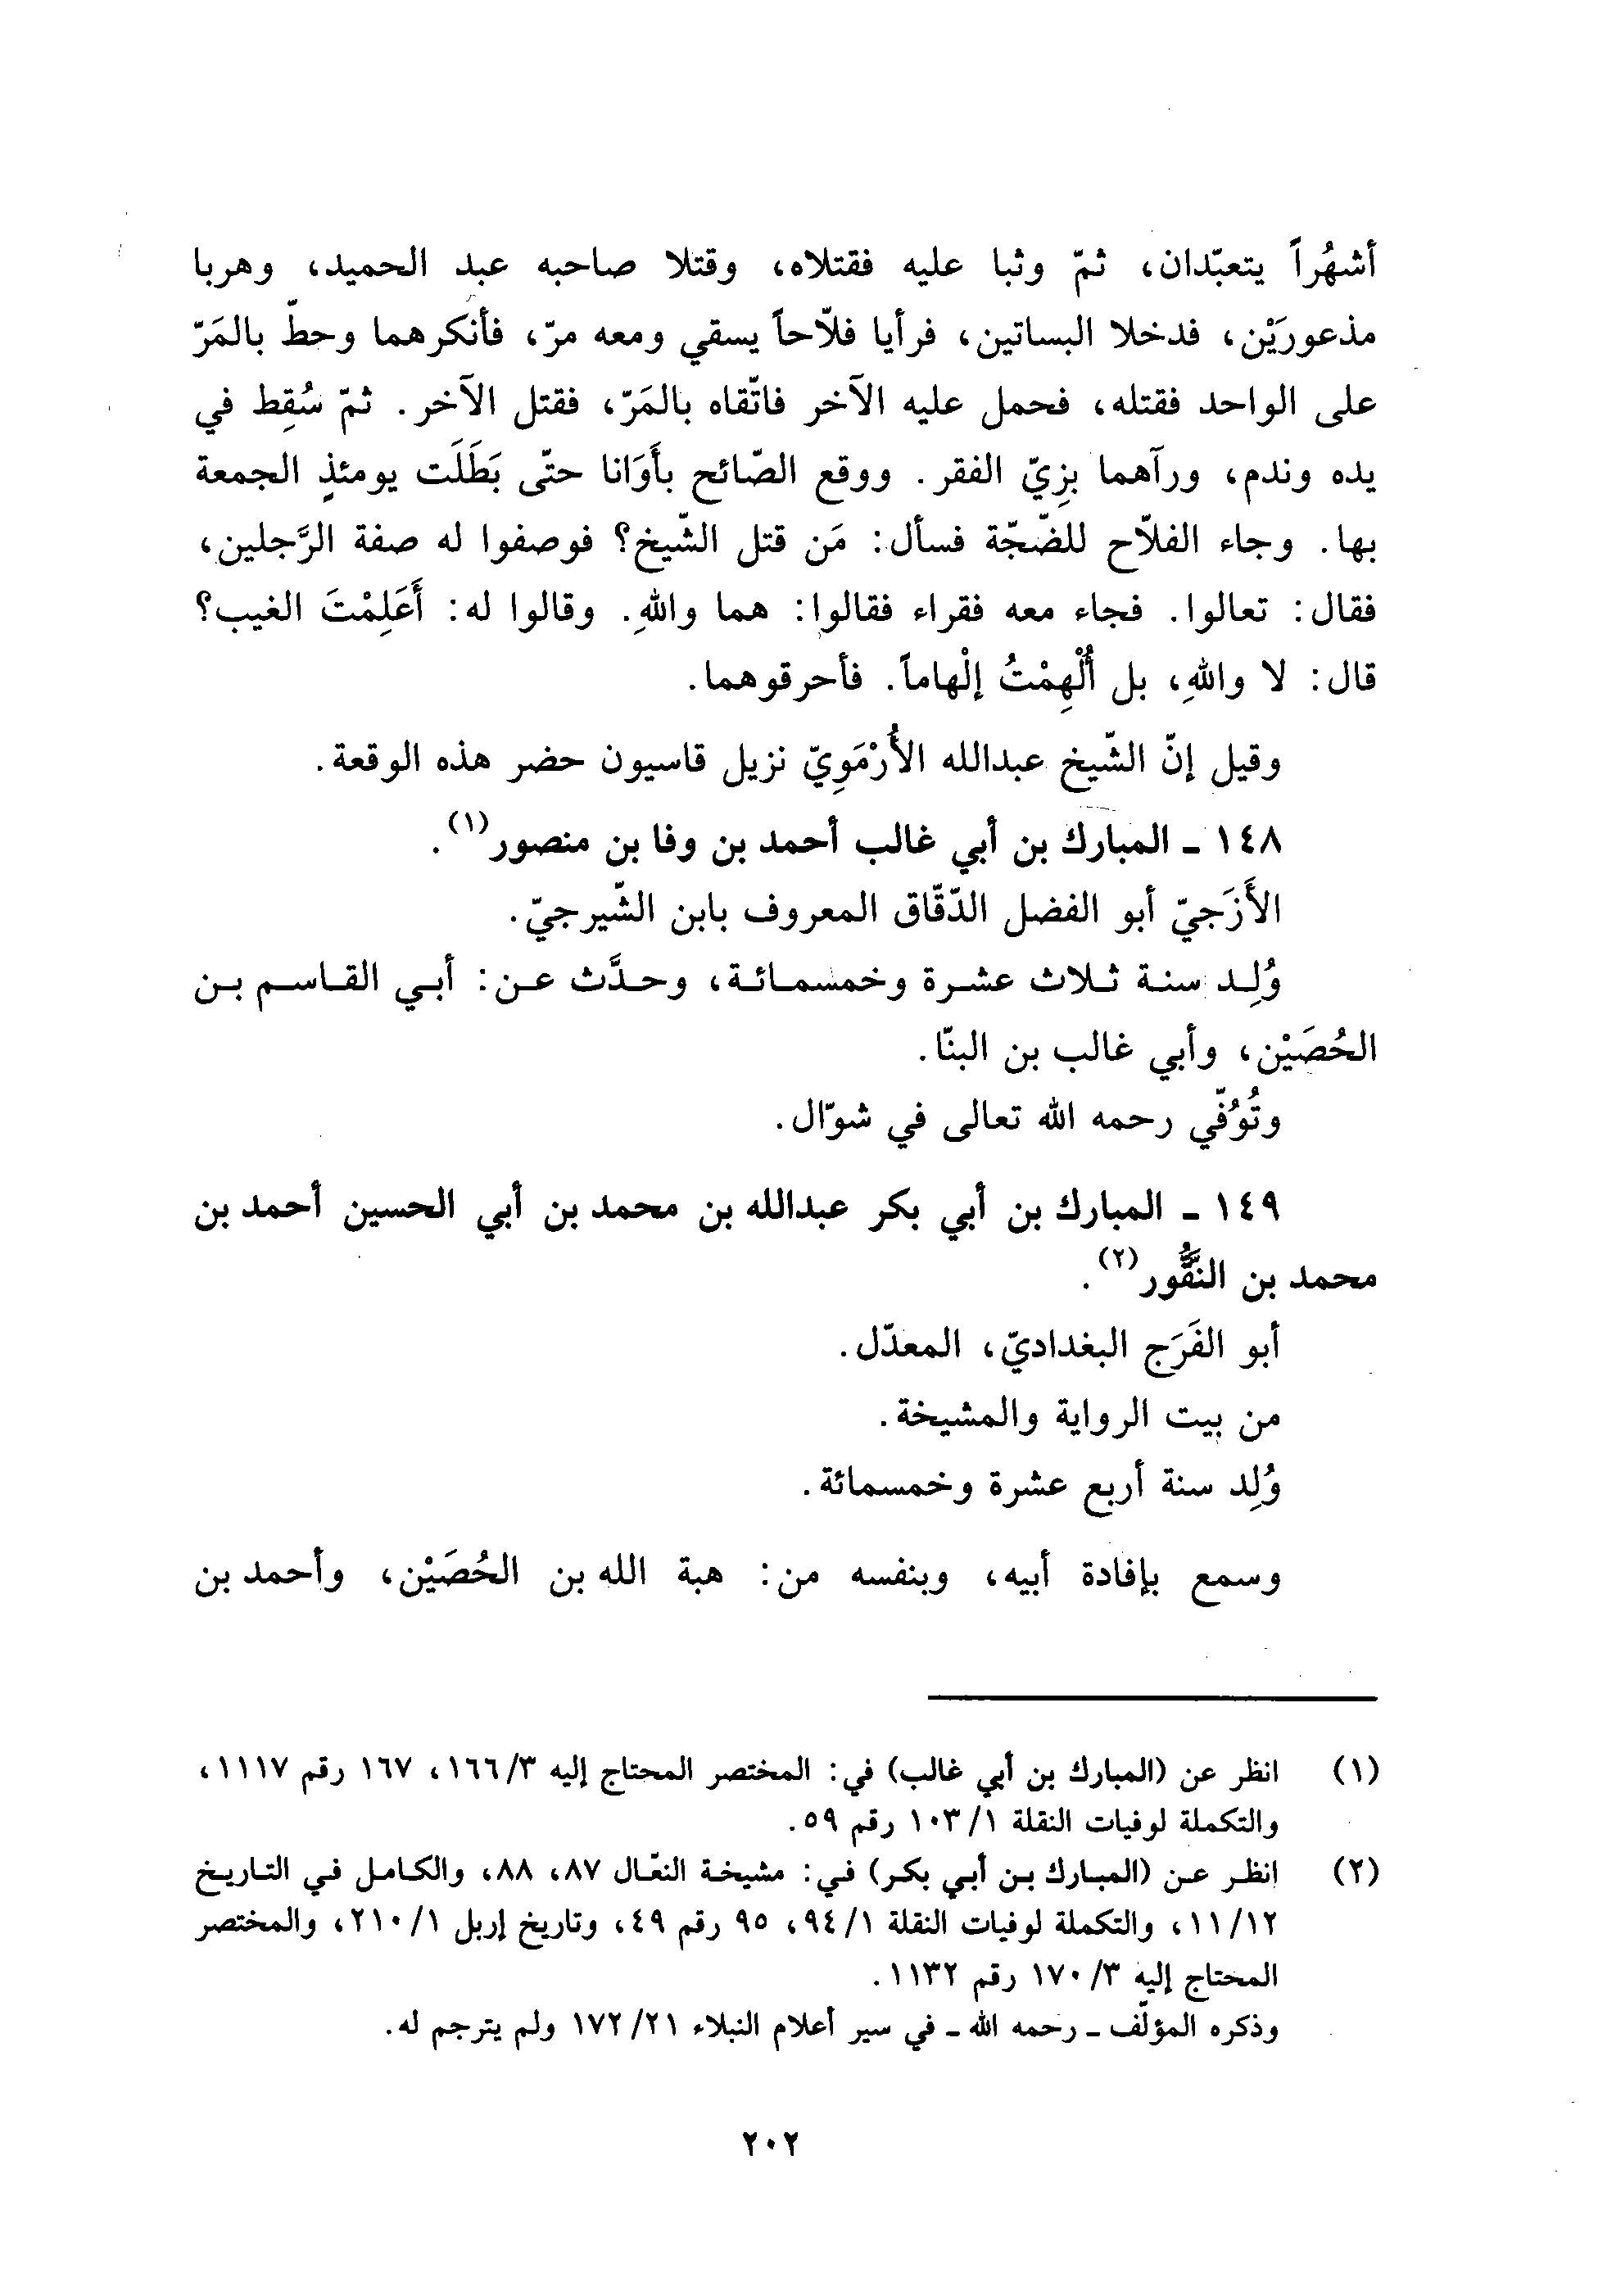 أشهُراً يتعبّدان، ثمّ وثبا عليه فقتلاه، وقتلا صاحبه عبد الحميد، وهربا
مذعورَيْن، فدخلا البساتين، فرأيا فلّاحاً يسقي ومعه مرّ، فأنكرهما وحطّ بالمَرّ
على الواحد فقتله، فحمل عليه الآخر فاتّقاه بالمَرّ، فقتل الآخر. ثمّ سُقِط في
يده وندم، ورآهما بزِيّ الفقر. ووقع الصّائح بأَوَانا حتّى بَطَلَت يومئذٍ الجمعة
بها. وجاء الفلّاح للضّجّة فسأل: مَن قتل الشّيخ؟ فوصفوا له صفة الرَّجلين،
فقال: تعالوا. فجاء معه فقراء فقالوا: هما واللهِ. وقالوا له: أَعَلِمْتَ الغيب؟
قال: لا واللهِ، بل أُلْهِمْتُ إلْهاماً. فأحرقوهما.
وقيل إنّ الشّيخ عبدالله الأُرْمَوِيّ نزيل قاسيون حضر هذه الوقعة.
١٤٨ ـ المبارك بن أبي غالب أحمد بن وفا بن منصور(١).
الأَزَجيّ أبو الفضل الدّقّاق المعروف بابن الشّيرجيّ.
وُلِد سنة ثلاث عشرة وخمسمائة، وحدَّث عن: أبي القاسم بن
الحُصَيْن، وأبي غالب بن البنّا.
وتُوُفّي رحمه الله تعالى في شوّال.
١٤٩ ـ المبارك بن أبي بكر عبدالله بن محمد بن أبي الحسين أحمد بن
محمد بن النَّقُّور(٢).
أبو الفَرَج البغداديّ، المعدّل.
من بيت الرواية والمشيخة.
وُلِد سنة أربع عشرة وخمسمائة.
وسمع بإفادة أبيه، وبنفسه من: هبة الله بن الحُصَيْن، وأحمد بن
(١) انظر عن (المبارك بن أبي غالب) في: المختصر المحتاج إليه ٣/١٦٦، ١٦٧ رقم ١١١٧،
والتكملة لوفيات النقلة ١/١٠٣ رقم ٥٩.
(٢) انظر عن (المبارك بن أبي بكر) في: مشيخة النعّال ٨٧، ٨٨، والكامل في التاريخ
١١/١٢، والتكملة لوفيات النقلة ١/٩٤، ٩٥ رقم ٤٩، وتاريخ إربل ١/٢١٠، والمختصر
المحتاج إليه ٣/١٧٠ رقم ١١٣٢.
وذكره المؤلّف ـ رحمه الله ـ في سير أعلام النبلاء ٢١/١٧٢ ولم يترجم له.
٢٠٢